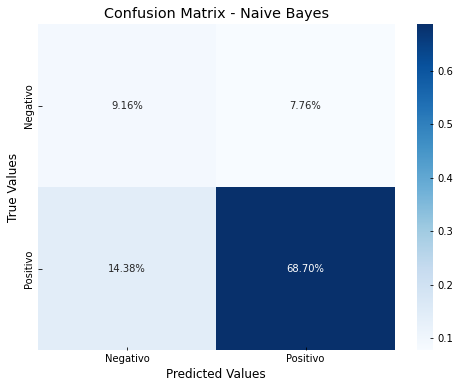 Confusion Matrix - Naive Bayes
True Values
Negativo
Positivo
9.16%
7.76%
14.38%
68.70%
Negativo
Positivo
Predicted Values
0.6
0.5
0.4
0.3
0.2
0.1